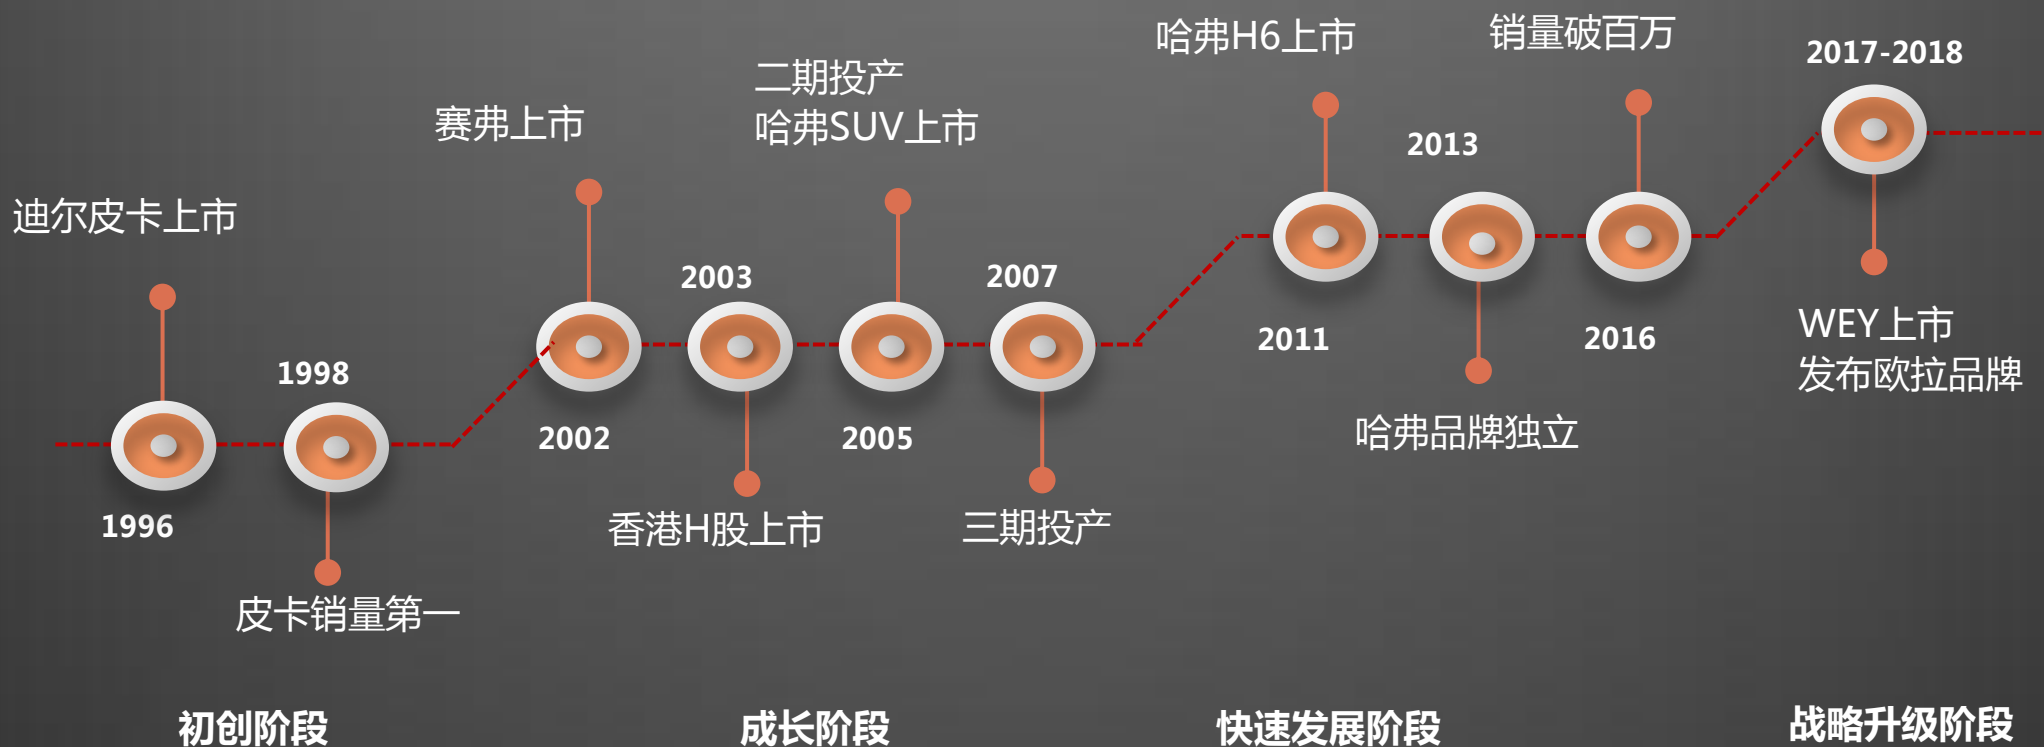 迪尔皮卡上市
1996
1998
皮卡销量第一
初创阶段
赛弗上市
2002
2003
香港H股上市
二期投产
哈弗SUV上市
2005
2007
三期投产
成长阶段
哈弗H6上市
2011
2013
哈弗品牌独立
销量破百万
2016
快速发展阶段
2017-2018
WEY上市
发布欧拉品牌
战略升级阶段